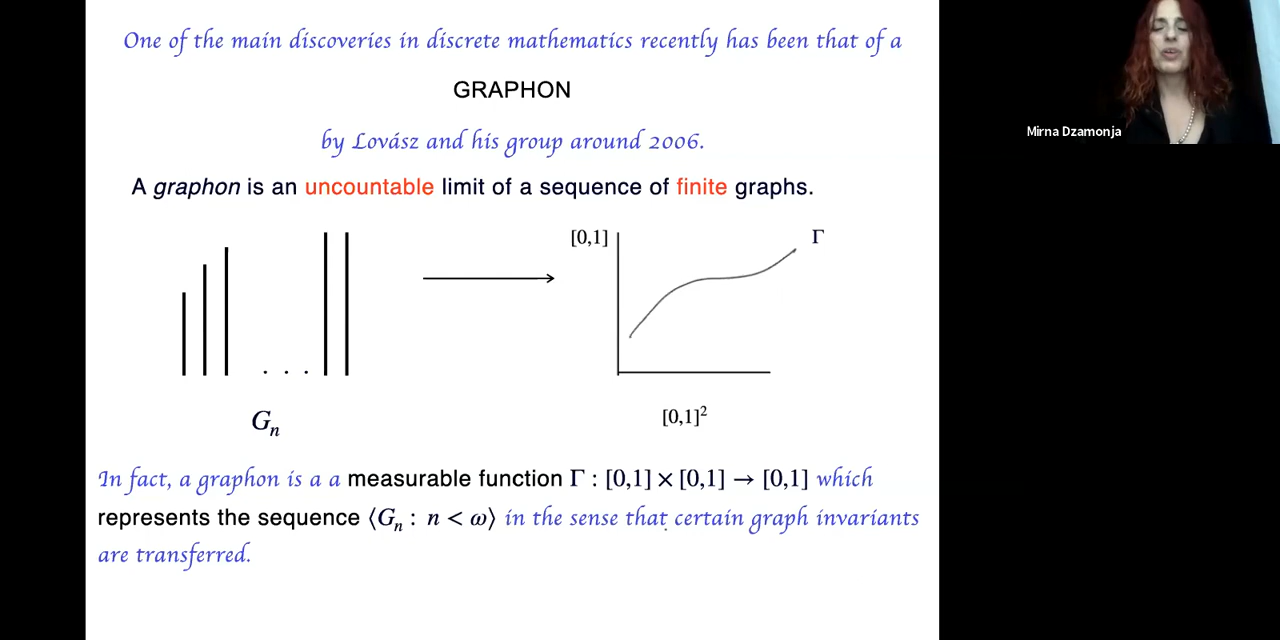 One of the main discoveries in discrete mathematics recently has been that of a
GRAPHON
by Lovász and his group around 2006.
A graphon is an uncountable limit of a sequence of finite graphs.
[0,1]
Γ
. . .
[0,1]²
Gₙ
In fact, a graphon is a a measurable function Γ : [0,1] × [0,1] → [0,1] which
represents the sequence ⟨Gₙ : n < ω⟩ in the sense that certain graph invariants
are transferred.
Mirna Dzamonja